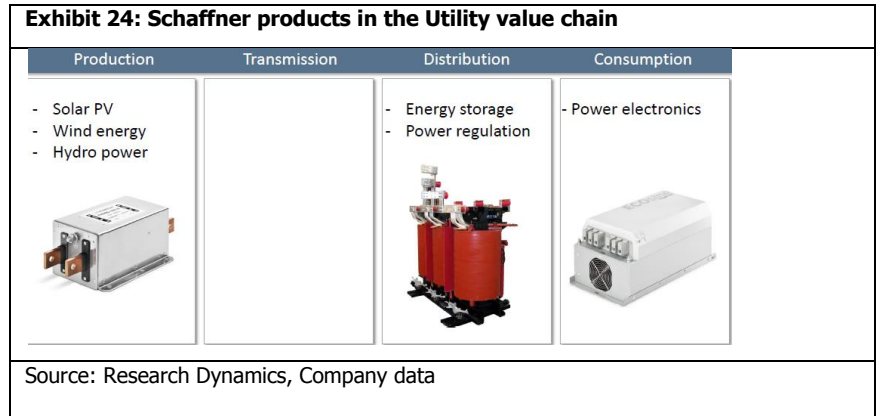 Exhibit 24: Schaffner products in the Utility value chain
Production
Transmission
Distribution
Consumption
- Solar PV
- Wind energy
- Hydro power
- Energy storage
- Power regulation
- Power electronics
Source: Research Dynamics, Company data